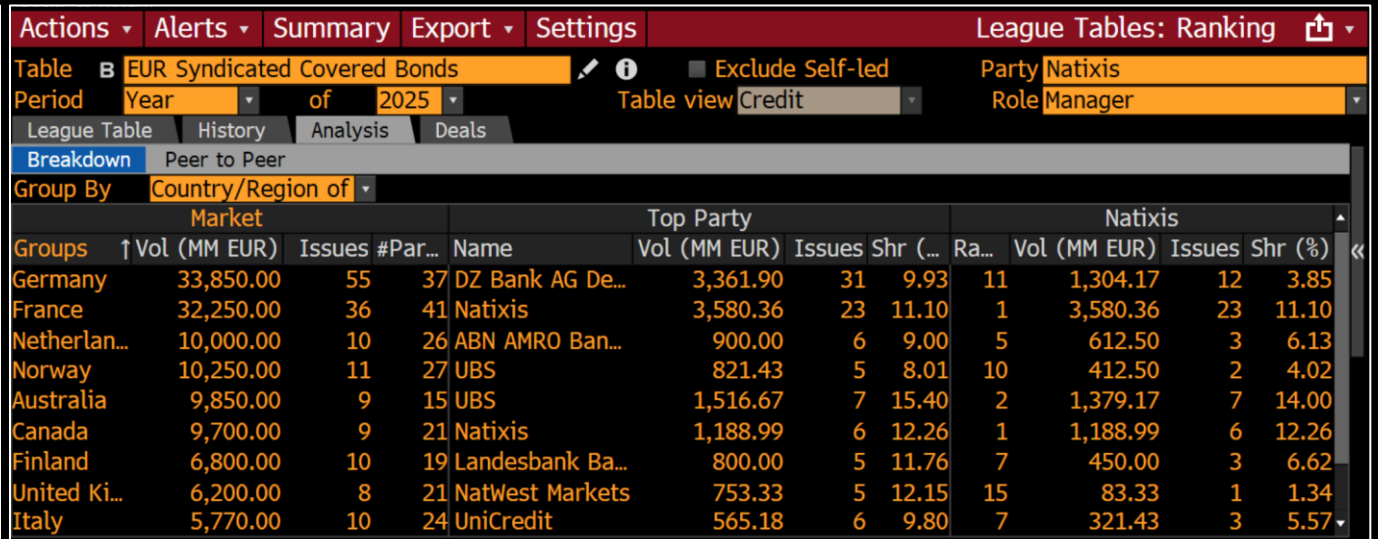 Actions Alerts Summary Export Settings League Tables: Ranking
Table B EUR Syndicated Covered Bonds Exclude Self-led Party Natixis
Period Year of 2025 Table view Credit Role Manager
League Table History Analysis Deals
Breakdown Peer to Peer
Group By Country/Region of
Market Top Party Natixis
Groups ↑ Vol (MM EUR) Issues #Par... Name Vol (MM EUR) Issues Shr (... Ra... Vol (MM EUR) Issues Shr (%) «
Germany 33,850.00 55 37 DZ Bank AG De... 3,361.90 31 9.93 11 1,304.17 12 3.85
France 32,250.00 36 41 Natixis 3,580.36 23 11.10 1 3,580.36 23 11.10
Netherlan... 10,000.00 10 26 ABN AMRO Ban... 900.00 6 9.00 5 612.50 3 6.13
Norway 10,250.00 11 27 UBS 821.43 5 8.01 10 412.50 2 4.02
Australia 9,850.00 9 15 UBS 1,516.67 7 15.40 2 1,379.17 7 14.00
Canada 9,700.00 9 21 Natixis 1,188.99 6 12.26 1 1,188.99 6 12.26
Finland 6,800.00 10 19 Landesbank Ba... 800.00 5 11.76 7 450.00 3 6.62
United Ki... 6,200.00 8 21 NatWest Markets 753.33 5 12.15 15 83.33 1 1.34
Italy 5,770.00 10 24 UniCredit 565.18 6 9.80 7 321.43 3 5.57